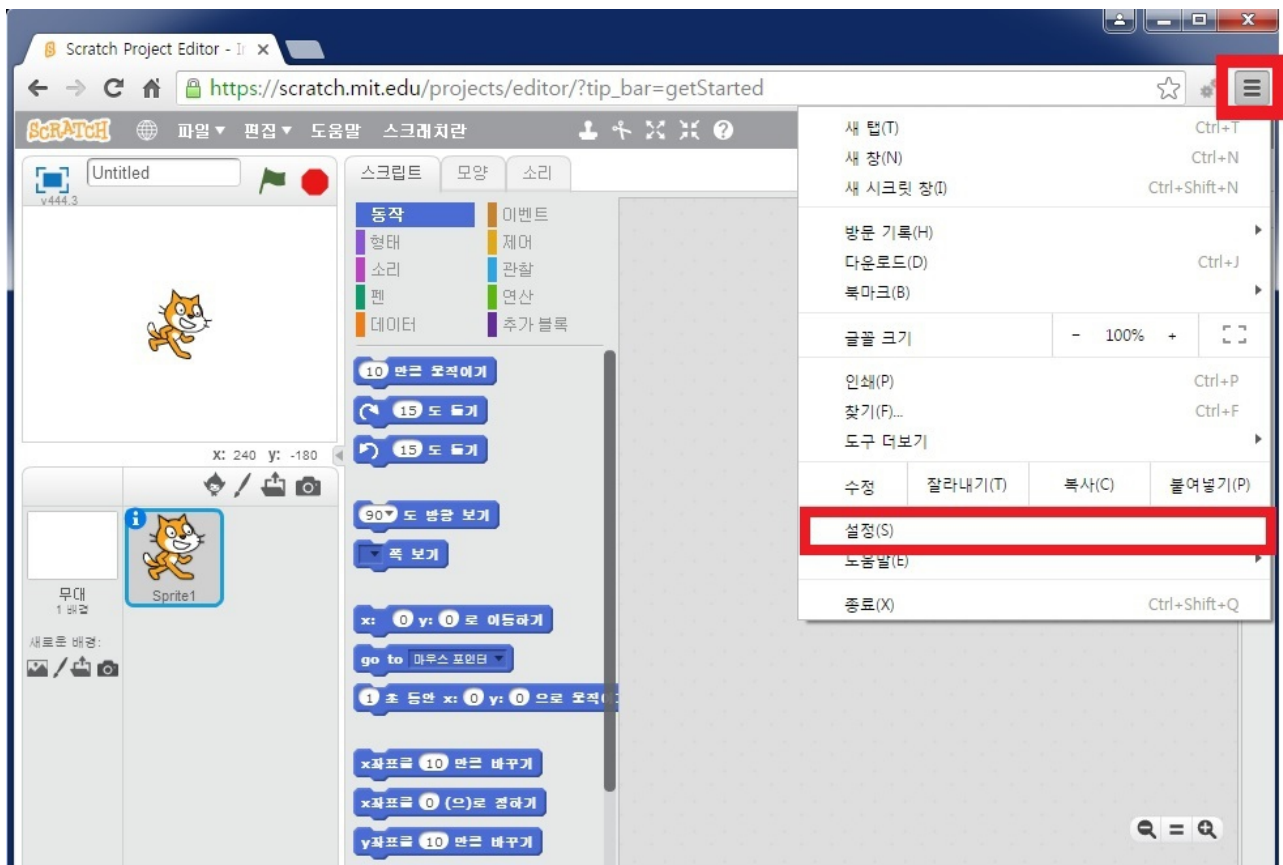 Scratch Project Editor - Ir
https://scratch.mit.edu/projects/editor/?tip_bar=getStarted
SCRATCH 파일 편집 도움말 스크래치란
v444.3
Untitled
스크립트 모양 소리
동작 이벤트
형태 제어
소리 관찰
펜 연산
데이터 추가 블록
10 만큼 움직이기
15 도 돌기
15 도 돌기
90 도 방향 보기
쪽 보기
x: 0 y: 0 로 이동하기
go to 마우스 포인터
1 초 동안 x: 0 y: 0 으로 움직이기
x좌표를 10 만큼 바꾸기
x좌표를 0 (으)로 정하기
y좌표를 10 만큼 바꾸기
X: 240 y: -180
무대
1 배경
Sprite1
새로운 배경:
새 탭(T) Ctrl+T
새 창(N) Ctrl+N
새 시크릿 창(I) Ctrl+Shift+N
방문 기록(H)
다운로드(D) Ctrl+J
북마크(B)
글꼴 크기 - 100% +
인쇄(P) Ctrl+P
찾기(F)... Ctrl+F
도구 더보기
수정 잘라내기(T) 복사(C) 붙여넣기(P)
설정(S)
도움말(E)
종료(X) Ctrl+Shift+Q